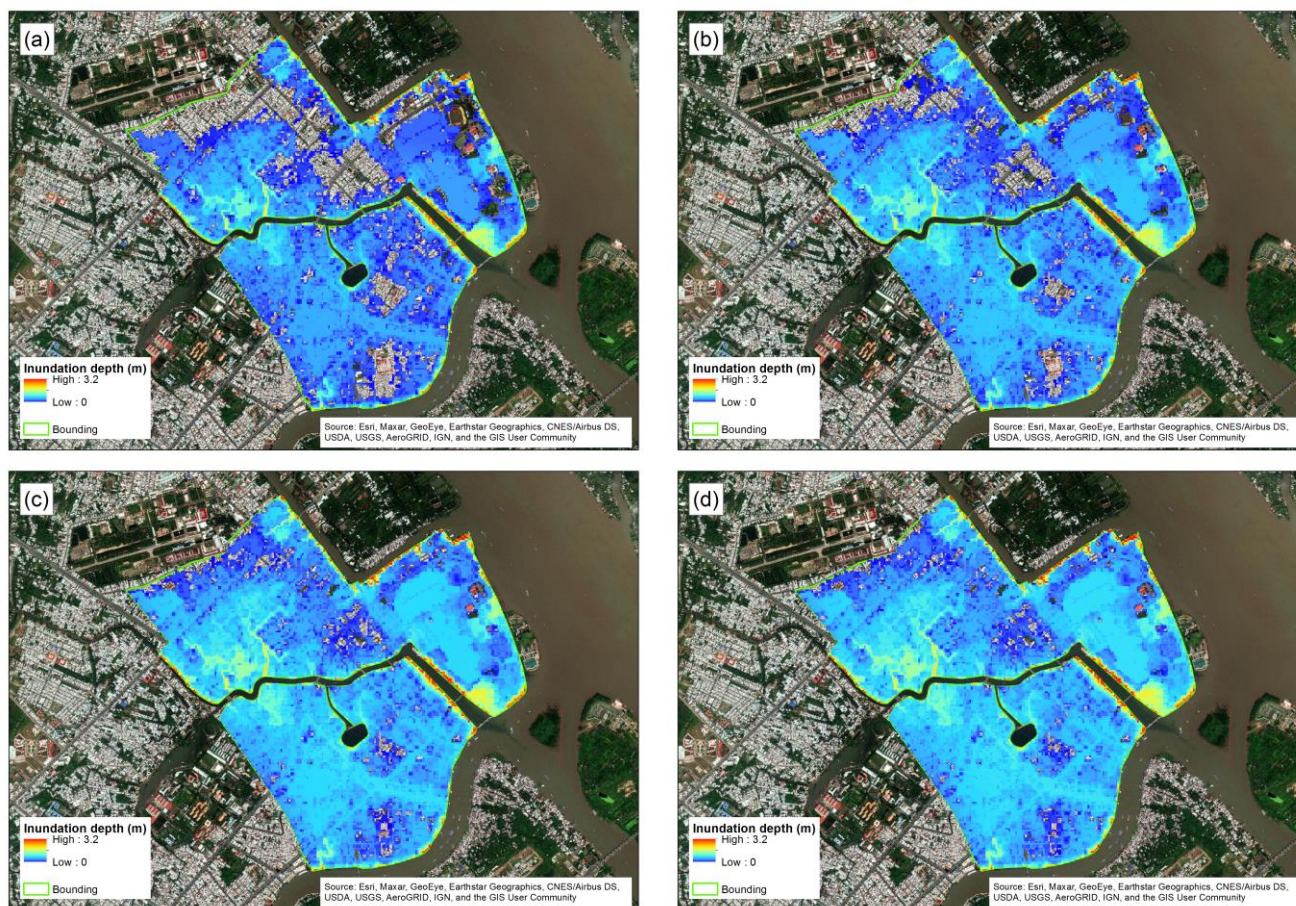 (a)
Inundation depth (m)
High : 3.2
Low : 0
Bounding
Source: Esri, Maxar, GeoEye, Earthstar Geographics, CNES/Airbus DS,
USDA, USGS, AeroGRID, IGN, and the GIS User Community
(b)
Inundation depth (m)
High : 3.2
Low : 0
Bounding
Source: Esri, Maxar, GeoEye, Earthstar Geographics, CNES/Airbus DS,
USDA, USGS, AeroGRID, IGN, and the GIS User Community
(c)
Inundation depth (m)
High : 3.2
Low : 0
Bounding
Source: Esri, Maxar, GeoEye, Earthstar Geographics, CNES/Airbus DS,
USDA, USGS, AeroGRID, IGN, and the GIS User Community
(d)
Inundation depth (m)
High : 3.2
Low : 0
Bounding
Source: Esri, Maxar, GeoEye, Earthstar Geographics, CNES/Airbus DS,
USDA, USGS, AeroGRID, IGN, and the GIS User Community